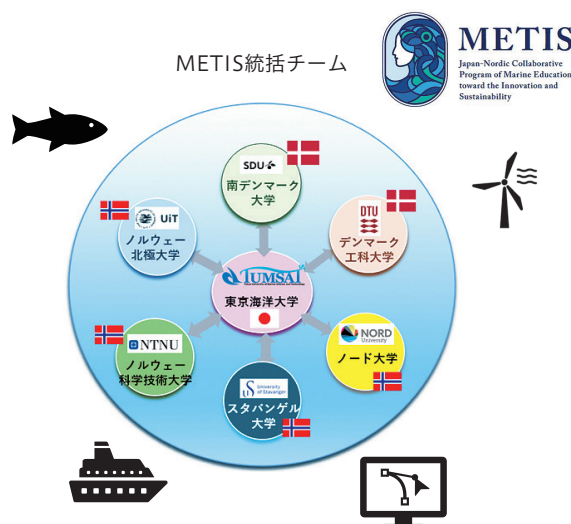 METIS統括チーム
METIS
Japan-Nordic Collaborative
Program of Marine Education
toward the Innovation and
Sustainability
SDU
南デンマーク
大学
UiT
ノルウェー
北極大学
DTU
デンマーク
工科大学
TUMSAT
東京海洋大学
NTNU
ノルウェー
科学技術大学
NORD
University
ノード大学
University
of Stavanger
スタバンゲル
大学